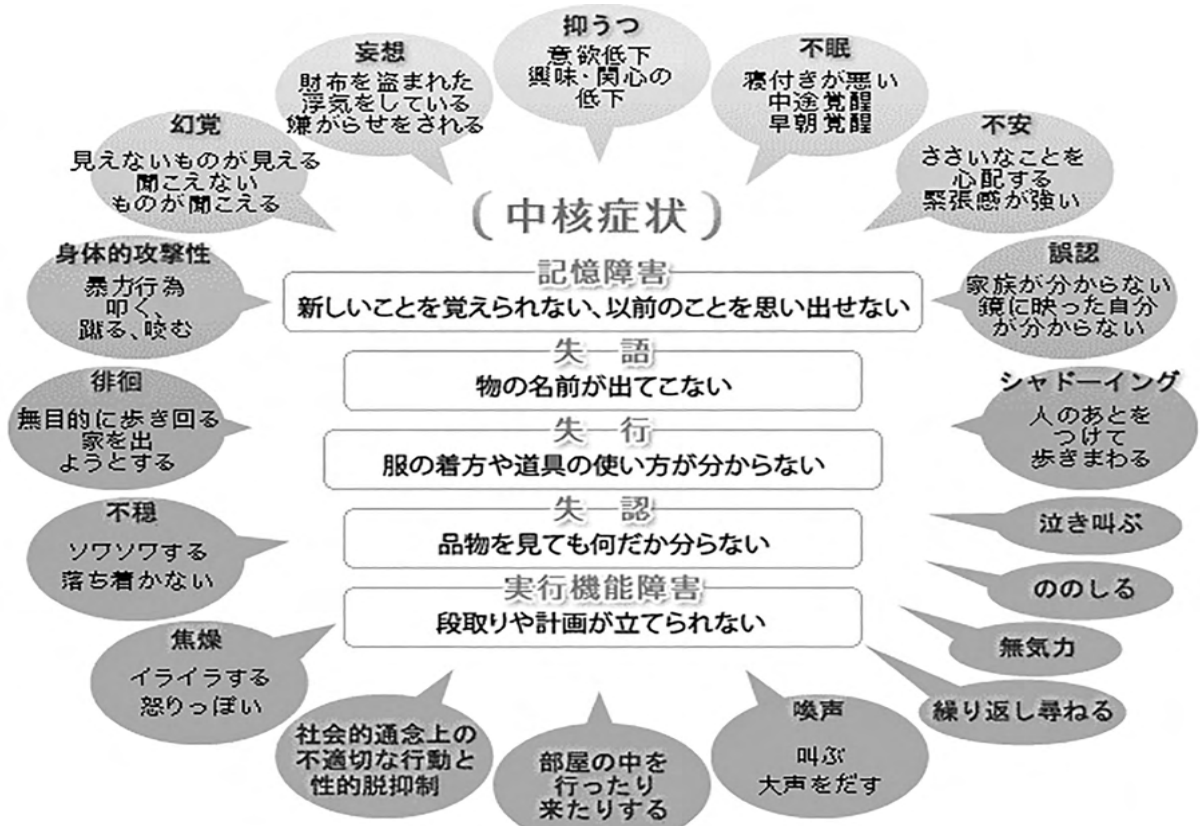 抑うつ
意欲低下
興味・関心の
低下
妄想
財布を盗まれた
浮気をしている
嫌がらせをされる
不眠
寝付きが悪い
中途覚醒
早朝覚醒
幻覚
見えないものが見える
聞こえない
ものが聞こえる
不安
ささいなことを
心配する
緊張感が強い
(中核症状)
身体的攻撃性
暴力行為
叩く、
蹴る、咬む
記憶障害
新しいことを覚えられない、以前のことを思い出せない
誤認
家族が分からない
鏡に映った自分
が分からない
失語
物の名前が出てこない
徘徊
無目的に歩き回る
家を出
ようとする
シャドーイング
人のあとを
つけて
歩きまわる
失行
服の着方や道具の使い方が分からない
不穏
ソワソワする
落ち着かない
失認
品物を見ても何だか分らない
泣き叫ぶ
ののしる
実行機能障害
段取りや計画が立てられない
焦燥
イライラする
怒りっぽい
無気力
繰り返し尋ねる
社会的通念上の
不適切な行動と
性的脱抑制
部屋の中を
行ったり
来たりする
喚声
叫ぶ
大声をだす